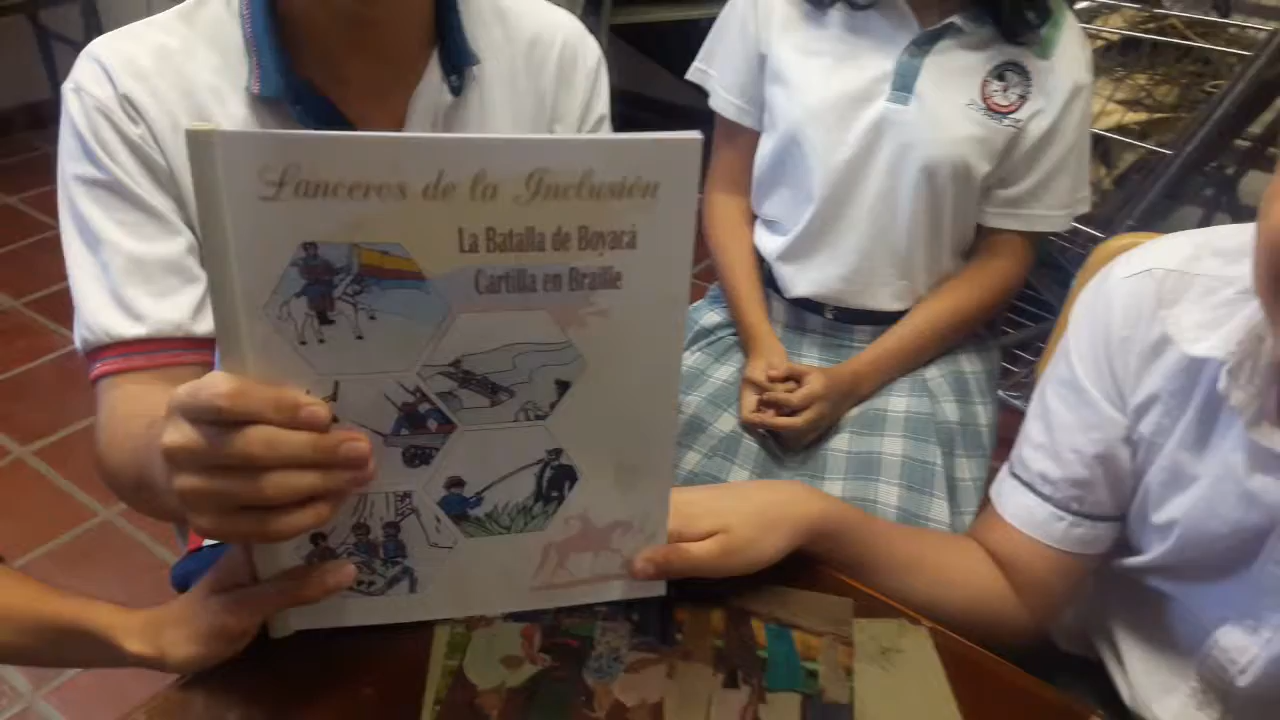 Lanceros de la Inclusión
La Batalla de Boyacá
Cartilla en Braille